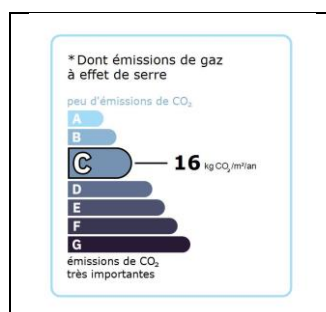 *Dont émissions de gaz
à effet de serre
peu d'émissions de CO₂
A
B
C 16 kg CO₂/m²/an
D
E
F
G
émissions de CO₂
très importantes